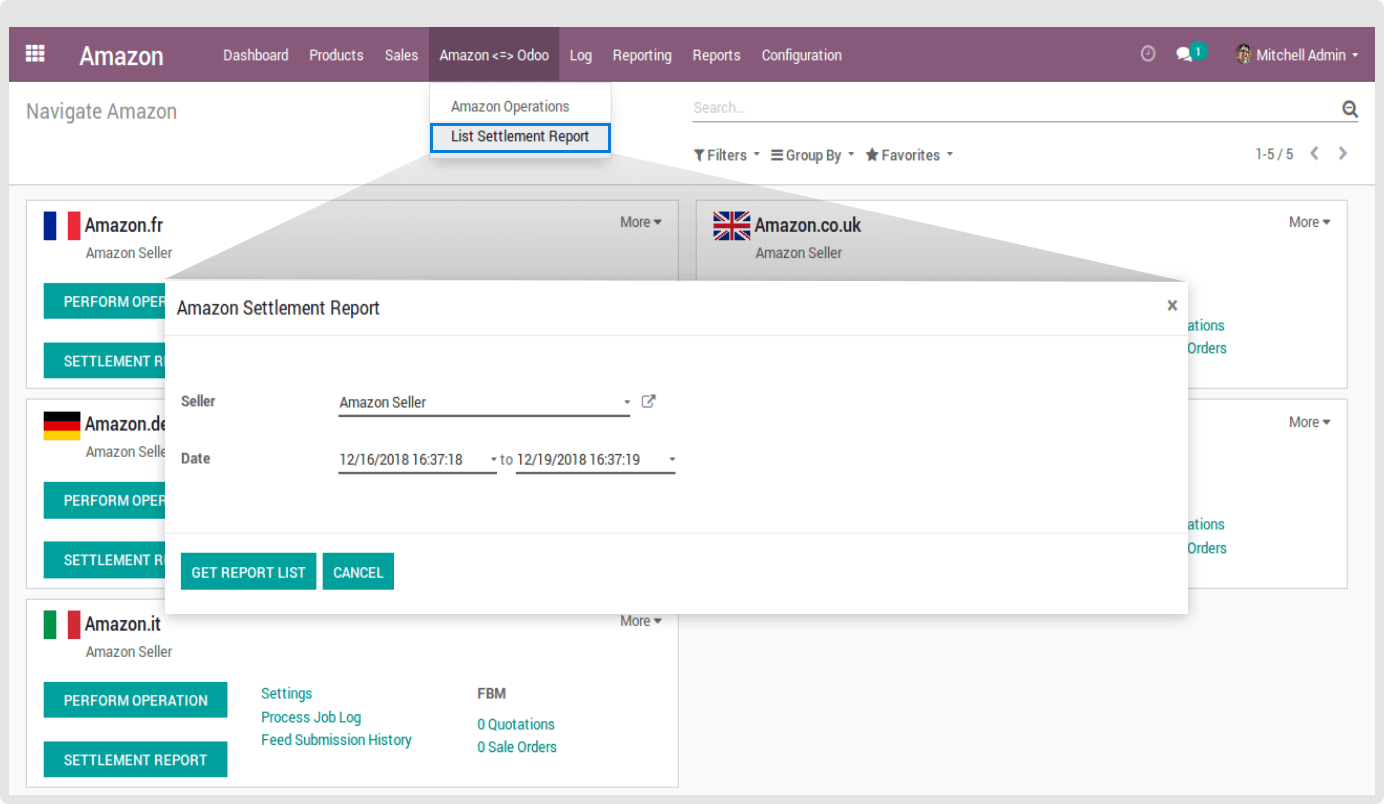 Amazon Dashboard Products Sales Amazon <=> Odoo Log Reporting Reports Configuration 1 Mitchell Admin
Navigate Amazon
Amazon Operations
List Settlement Report
Search...
Filters Group By Favorites 1-5 / 5
Amazon.fr More
Amazon Seller
PERFORM OPER
SETTLEMENT R
Amazon.co.uk More
Amazon Seller
ations
Orders
Amazon Settlement Report ×
Seller Amazon Seller
Date 12/16/2018 16:37:18 to 12/19/2018 16:37:19
GET REPORT LIST CANCEL
Amazon.de
Amazon Selle
PERFORM OPER
SETTLEMENT R
More
ations
Orders
Amazon.it More
Amazon Seller
PERFORM OPERATION
SETTLEMENT REPORT
Settings
Process Job Log
Feed Submission History
FBM
0 Quotations
0 Sale Orders